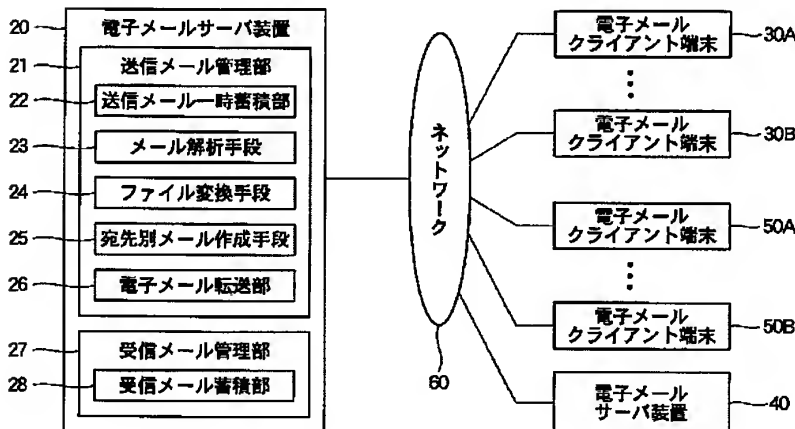 20
電子メールサーバ装置
21
送信メール管理部
22
送信メール一時蓄積部
23
メール解析手段
24
ファイル変換手段
25
宛先別メール作成手段
26
電子メール転送部
27
受信メール管理部
28
受信メール蓄積部
ネットワーク
60
電子メール
クライアント端末
30A
電子メール
クライアント端末
30B
電子メール
クライアント端末
50A
電子メール
クライアント端末
50B
電子メール
サーバ装置
40